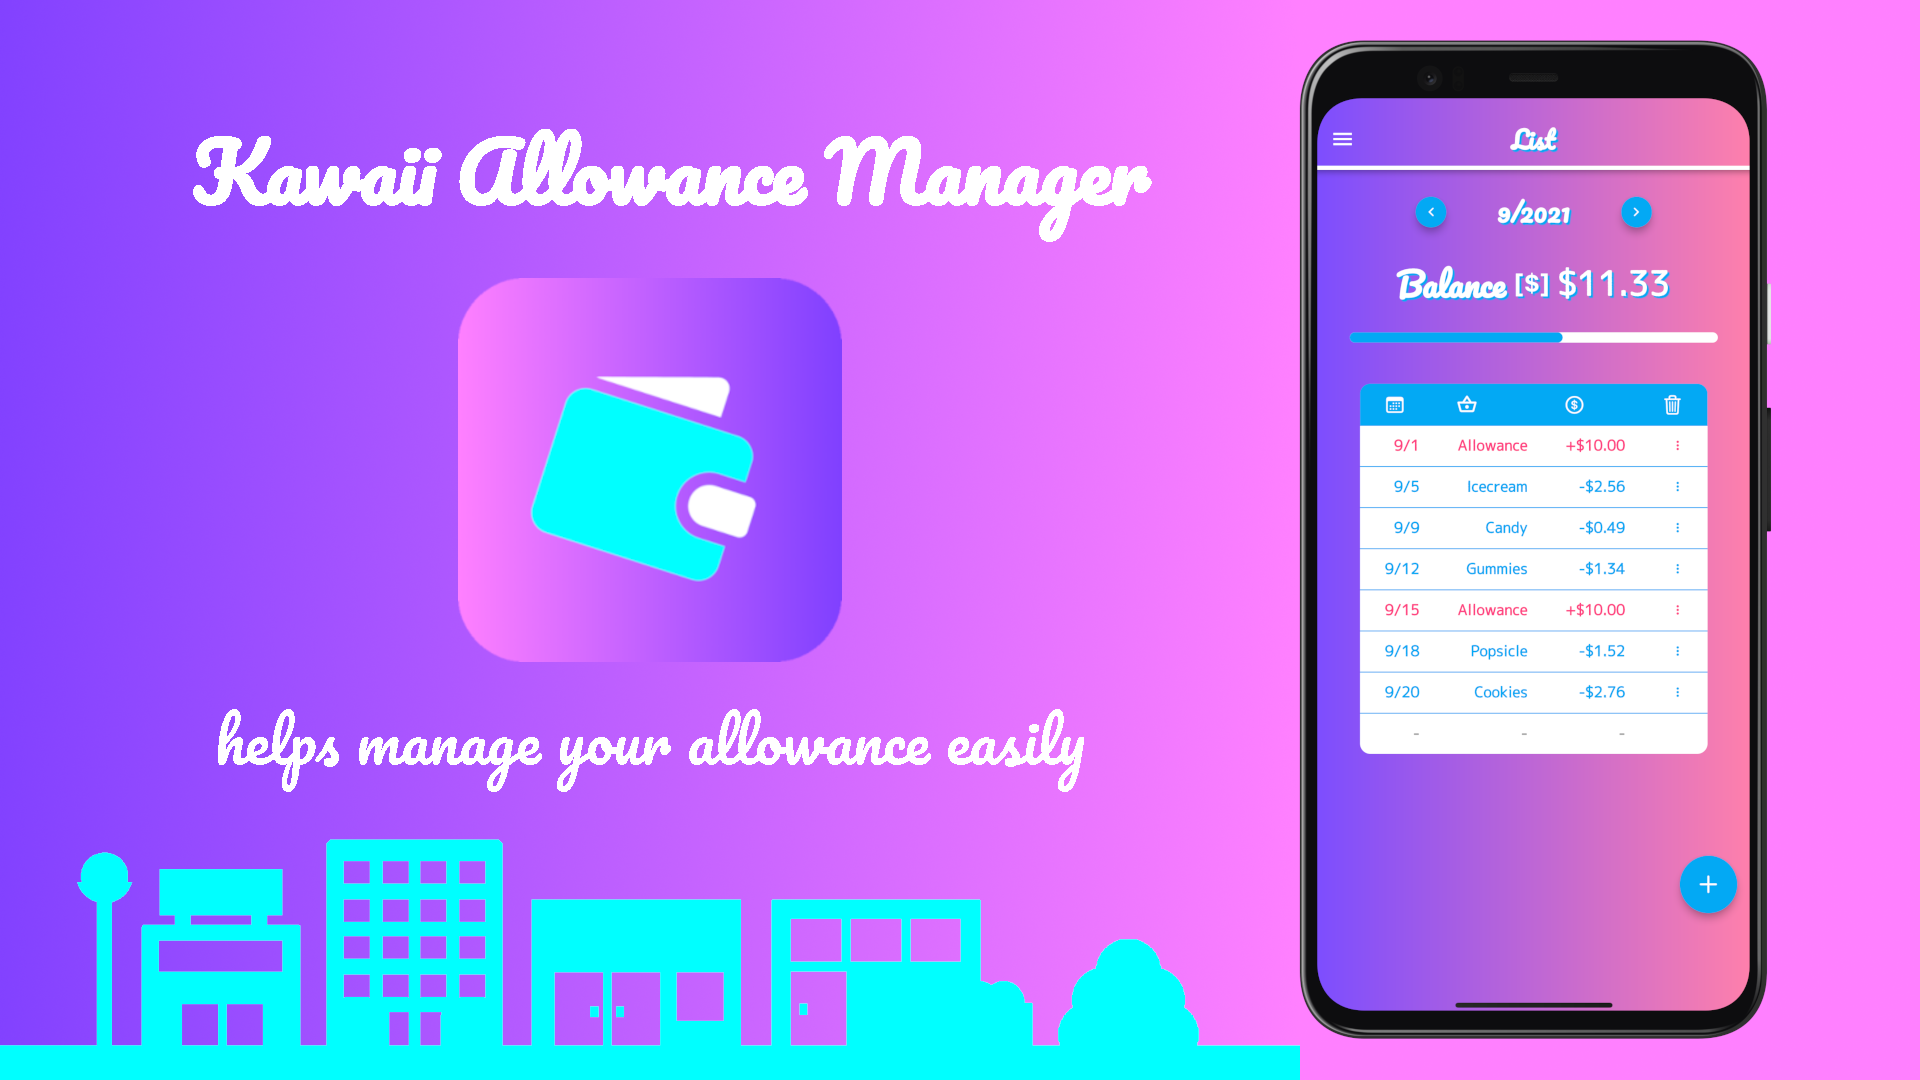 Kawaii Allowance Manager
helps manage your allowance easily
List
9/2021
Balance [$] $11.33
9/1 Allowance +$10.00
9/5 Icecream -$2.56
9/9 Candy -$0.49
9/12 Gummies -$1.34
9/15 Allowance +$10.00
9/18 Popsicle -$1.52
9/20 Cookies -$2.76
- - -